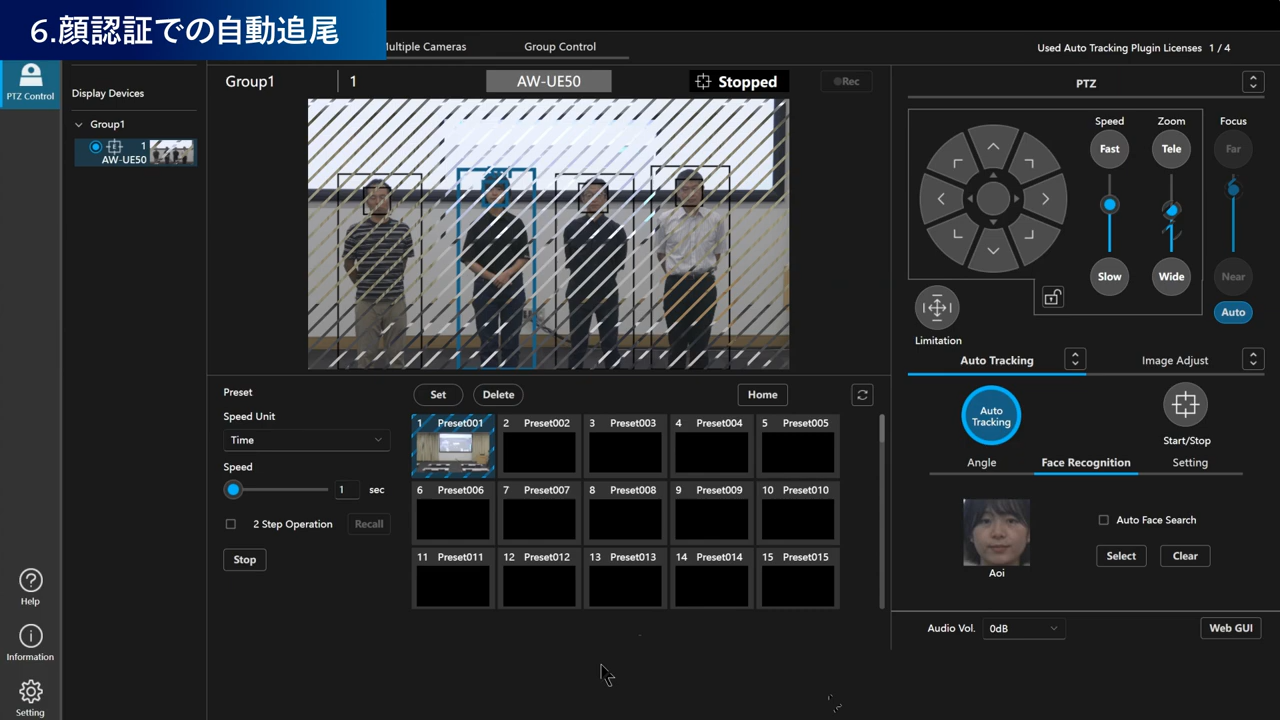 6.顔認証での自動追尾
ultiple Cameras
Group Control
Used Auto Tracking Plugin Licenses 1 / 4
PTZ Control
Display Devices
Group1
1
AW-UE50
Group1
1
AW-UE50
Stopped
Rec
PTZ
Speed
Zoom
Focus
Fast
Tele
Far
Slow
Wide
Near
Auto
Limitation
Auto Tracking
Image Adjust
Auto
Tracking
Start/Stop
Angle
Face Recognition
Setting
Aoi
Auto Face Search
Select
Clear
Audio Vol.
0dB
Web GUI
Preset
Speed Unit
Time
Speed
1
sec
2 Step Operation
Recall
Stop
Set
Delete
Home
1 Preset001
2 Preset002
3 Preset003
4 Preset004
5 Preset005
6 Preset006
7 Preset007
8 Preset008
9 Preset009
10 Preset010
11 Preset011
12 Preset012
13 Preset013
14 Preset014
15 Preset015
Help
Information
Setting